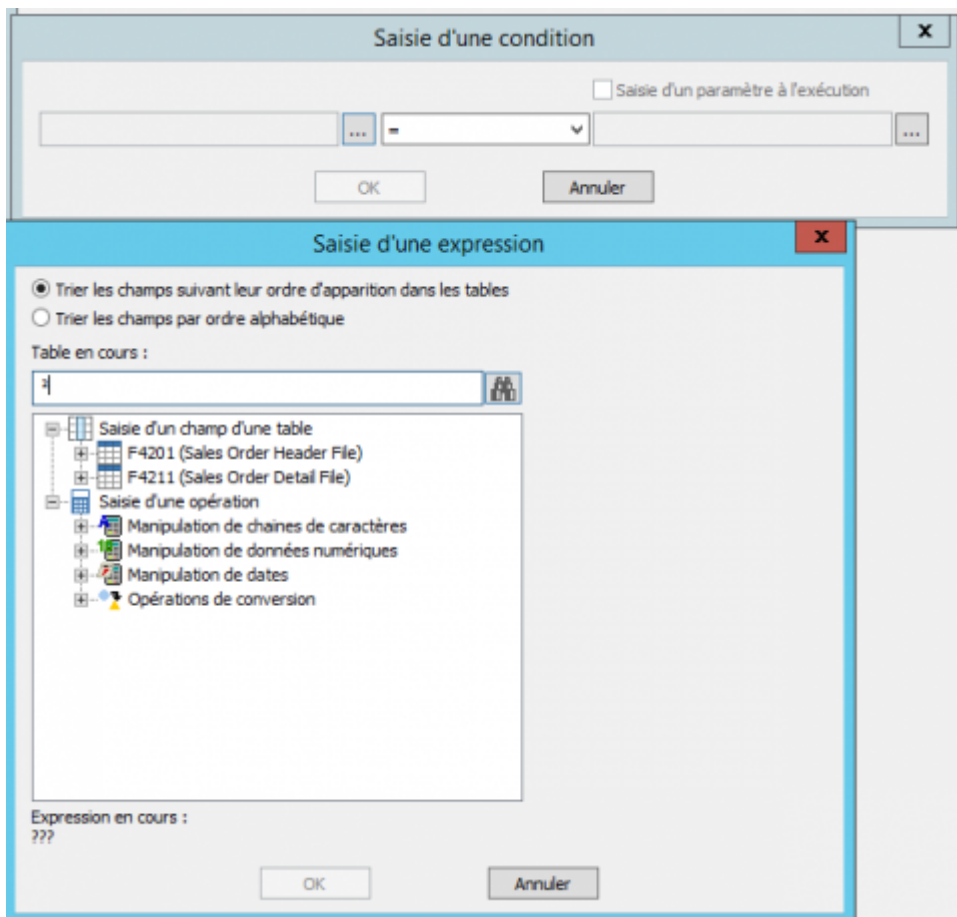 Saisie d'une condition
x
Saisie d'un paramètre à l'exécution
... = ...
OK Annuler
Saisie d'une expression
x
Trier les champs suivant leur ordre d'apparition dans les tables
Trier les champs par ordre alphabétique
Table en cours :
²
Saisie d'un champ d'une table
F4201 (Sales Order Header File)
F4211 (Sales Order Detail File)
Saisie d'une opération
Manipulation de chaines de caractères
Manipulation de données numériques
Manipulation de dates
Opérations de conversion
Expression en cours :
???
OK Annuler